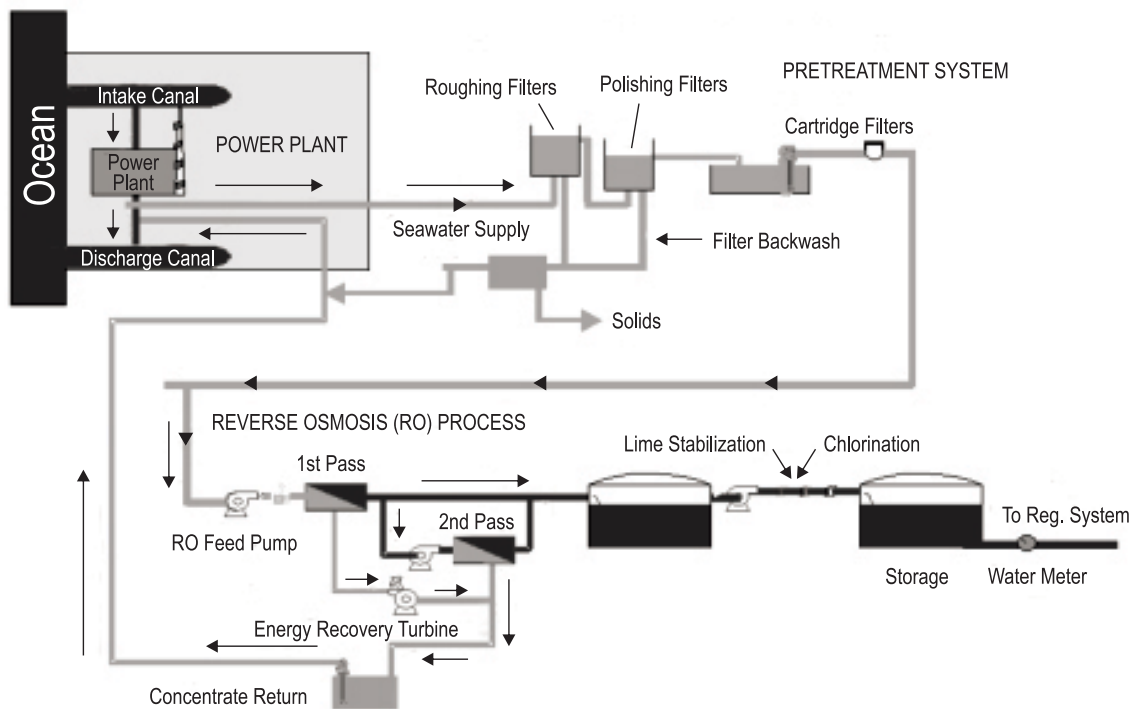 Ocean
Intake Canal
POWER PLANT
Power
Plant
Discharge Canal
Roughing Filters
Polishing Filters
PRETREATMENT SYSTEM
Cartridge Filters
Seawater Supply
Filter Backwash
Solids
REVERSE OSMOSIS (RO) PROCESS
1st Pass
2nd Pass
RO Feed Pump
Energy Recovery Turbine
Concentrate Return
Lime Stabilization
Chlorination
To Reg. System
Storage
Water Meter